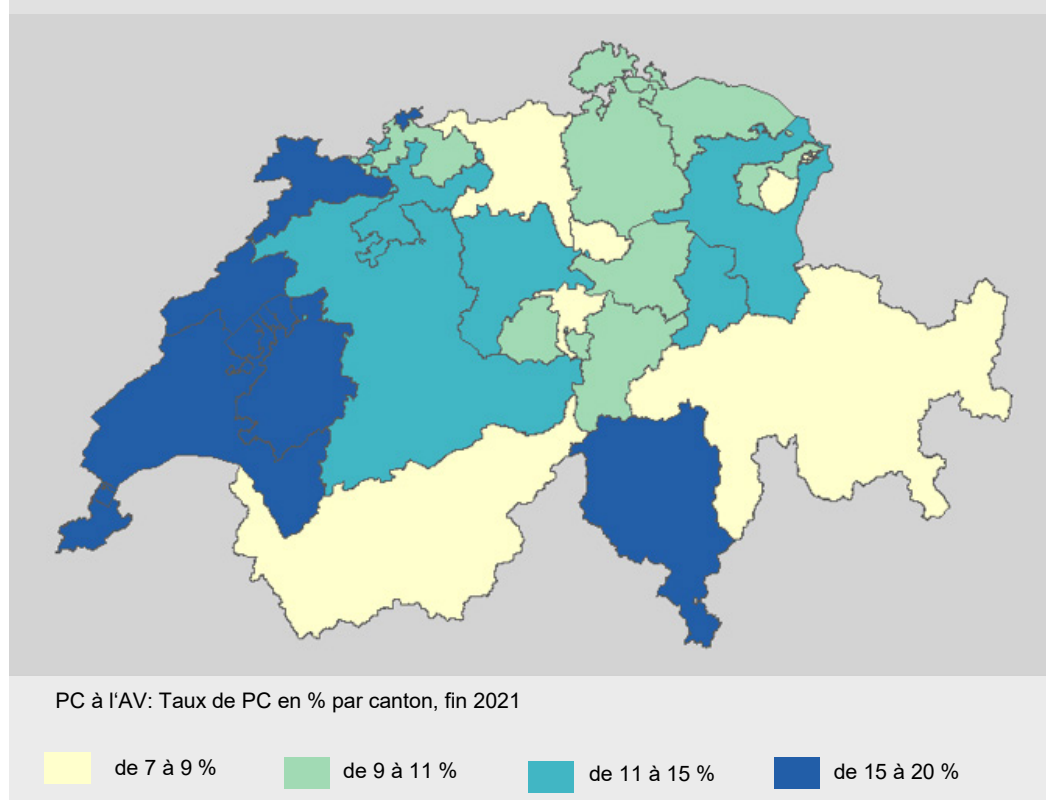 PC à l'AV: Taux de PC en % par canton, fin 2021
de 7 à 9 %
de 9 à 11 %
de 11 à 15 %
de 15 à 20 %